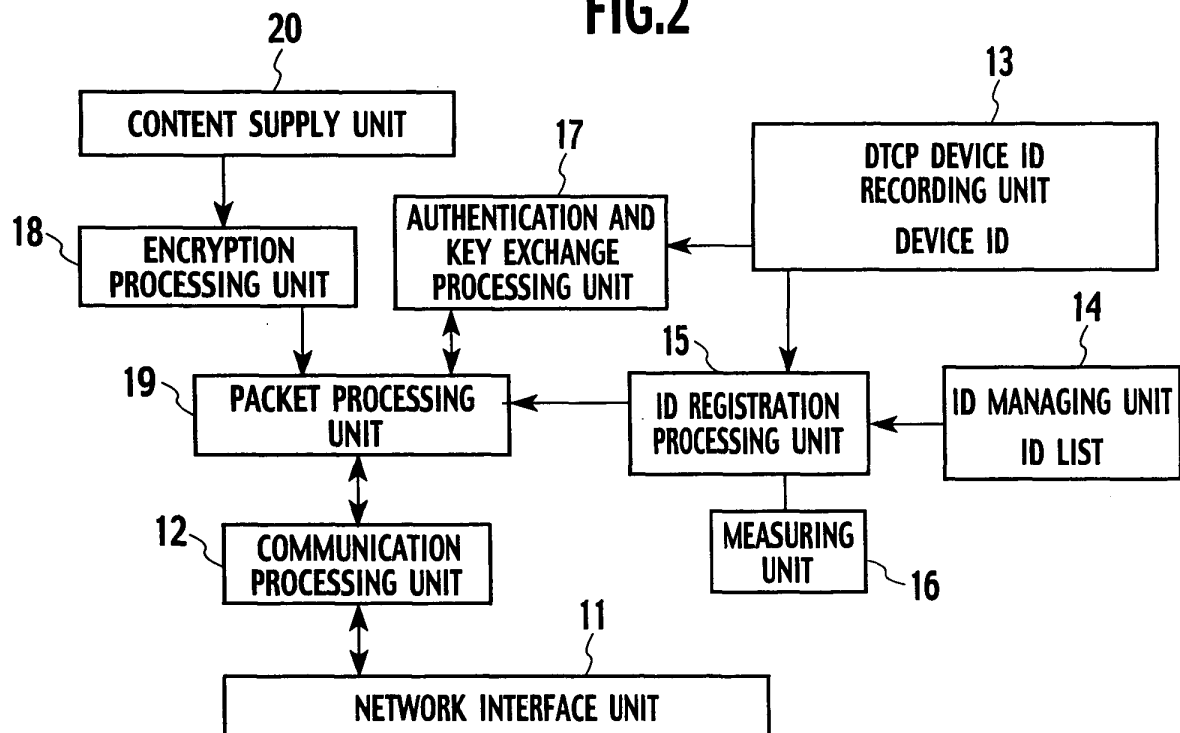 FIG.2
20
CONTENT SUPPLY UNIT
13
DTCP DEVICE ID
RECORDING UNIT
DEVICE ID
17
AUTHENTICATION AND
KEY EXCHANGE
PROCESSING UNIT
18
ENCRYPTION
PROCESSING UNIT
14
ID MANAGING UNIT
ID LIST
15
ID REGISTRATION
PROCESSING UNIT
19
PACKET PROCESSING
UNIT
MEASURING
UNIT
16
12
COMMUNICATION
PROCESSING UNIT
11
NETWORK INTERFACE UNIT